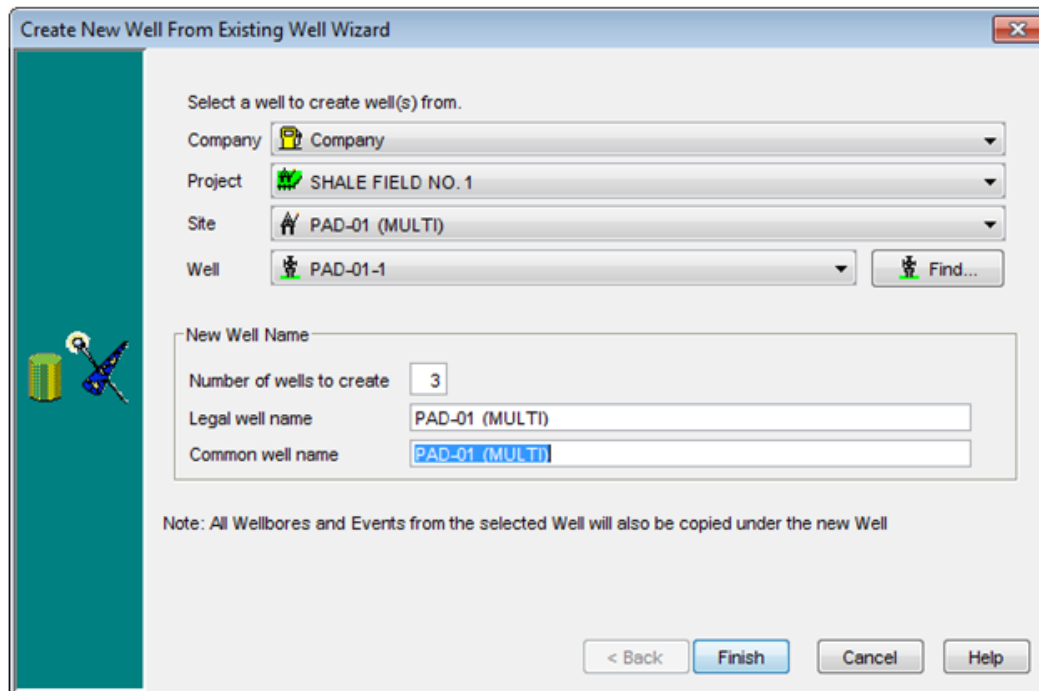 Create New Well From Existing Well Wizard
Select a well to create well(s) from.
Company Company
Project SHALE FIELD NO. 1
Site PAD-01 (MULTI)
Well PAD-01-1 Find...
New Well Name
Number of wells to create 3
Legal well name PAD-01 (MULTI)
Common well name PAD-01 (MULTI)
Note: All Wellbores and Events from the selected Well will also be copied under the new Well
< Back Finish Cancel Help